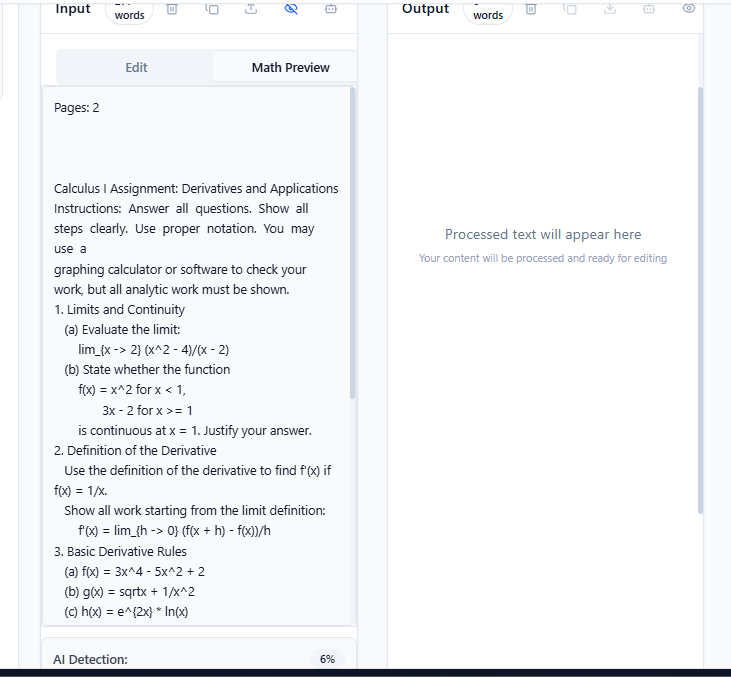 Input
words
Output
words
Edit
Math Preview
Pages: 2
Calculus I Assignment: Derivatives and Applications
Instructions: Answer all questions. Show all
steps clearly. Use proper notation. You may
use a
graphing calculator or software to check your
work, but all analytic work must be shown.
1. Limits and Continuity
(a) Evaluate the limit:
lim_{x -> 2} (x^2 - 4)/(x - 2)
(b) State whether the function
f(x) = x^2 for x < 1,
3x - 2 for x >= 1
is continuous at x = 1. Justify your answer.
2. Definition of the Derivative
Use the definition of the derivative to find f'(x) if
f(x) = 1/x.
Show all work starting from the limit definition:
f'(x) = lim_{h -> 0} (f(x + h) - f(x))/h
3. Basic Derivative Rules
(a) f(x) = 3x^4 - 5x^2 + 2
(b) g(x) = sqrtx + 1/x^2
(c) h(x) = e^{2x} * ln(x)
AI Detection:
6%
Processed text will appear here
Your content will be processed and ready for editing